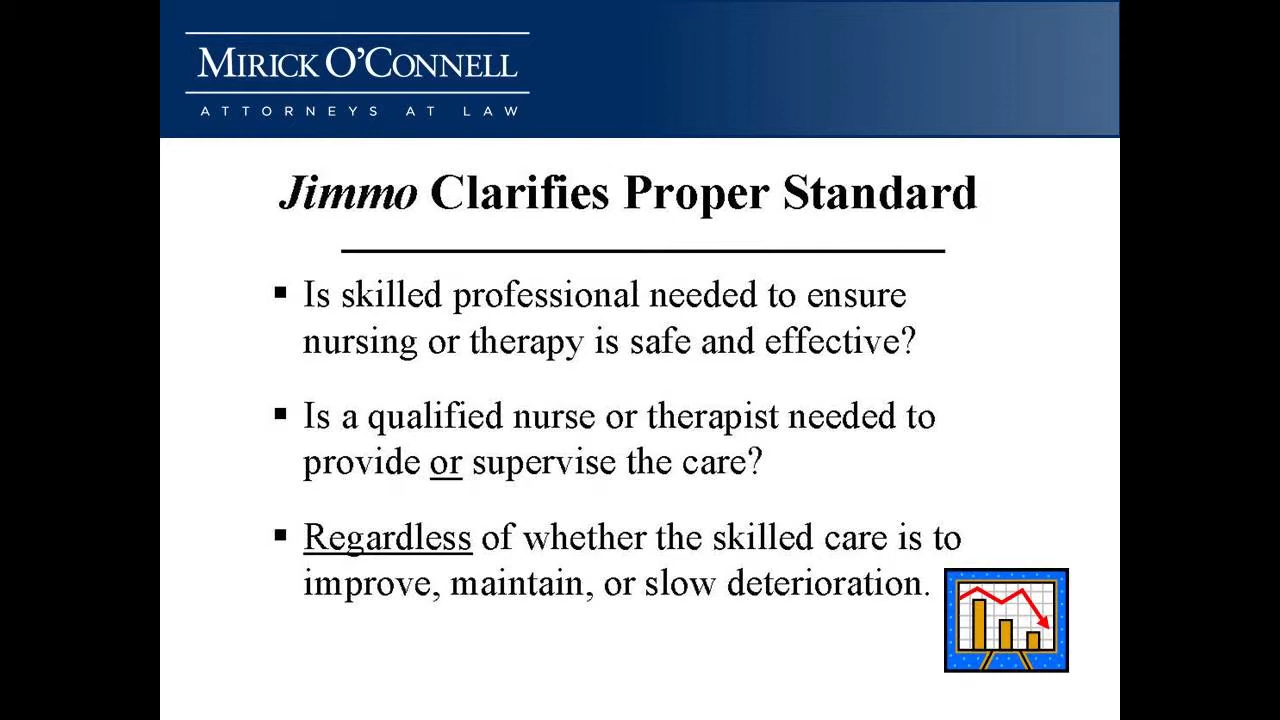 MIRICK O'CONNELL
ATTORNEYS AT LAW
Jimmo Clarifies Proper Standard
▪ Is skilled professional needed to ensure
nursing or therapy is safe and effective?
▪ Is a qualified nurse or therapist needed to
provide or supervise the care?
▪ Regardless of whether the skilled care is to
improve, maintain, or slow deterioration.